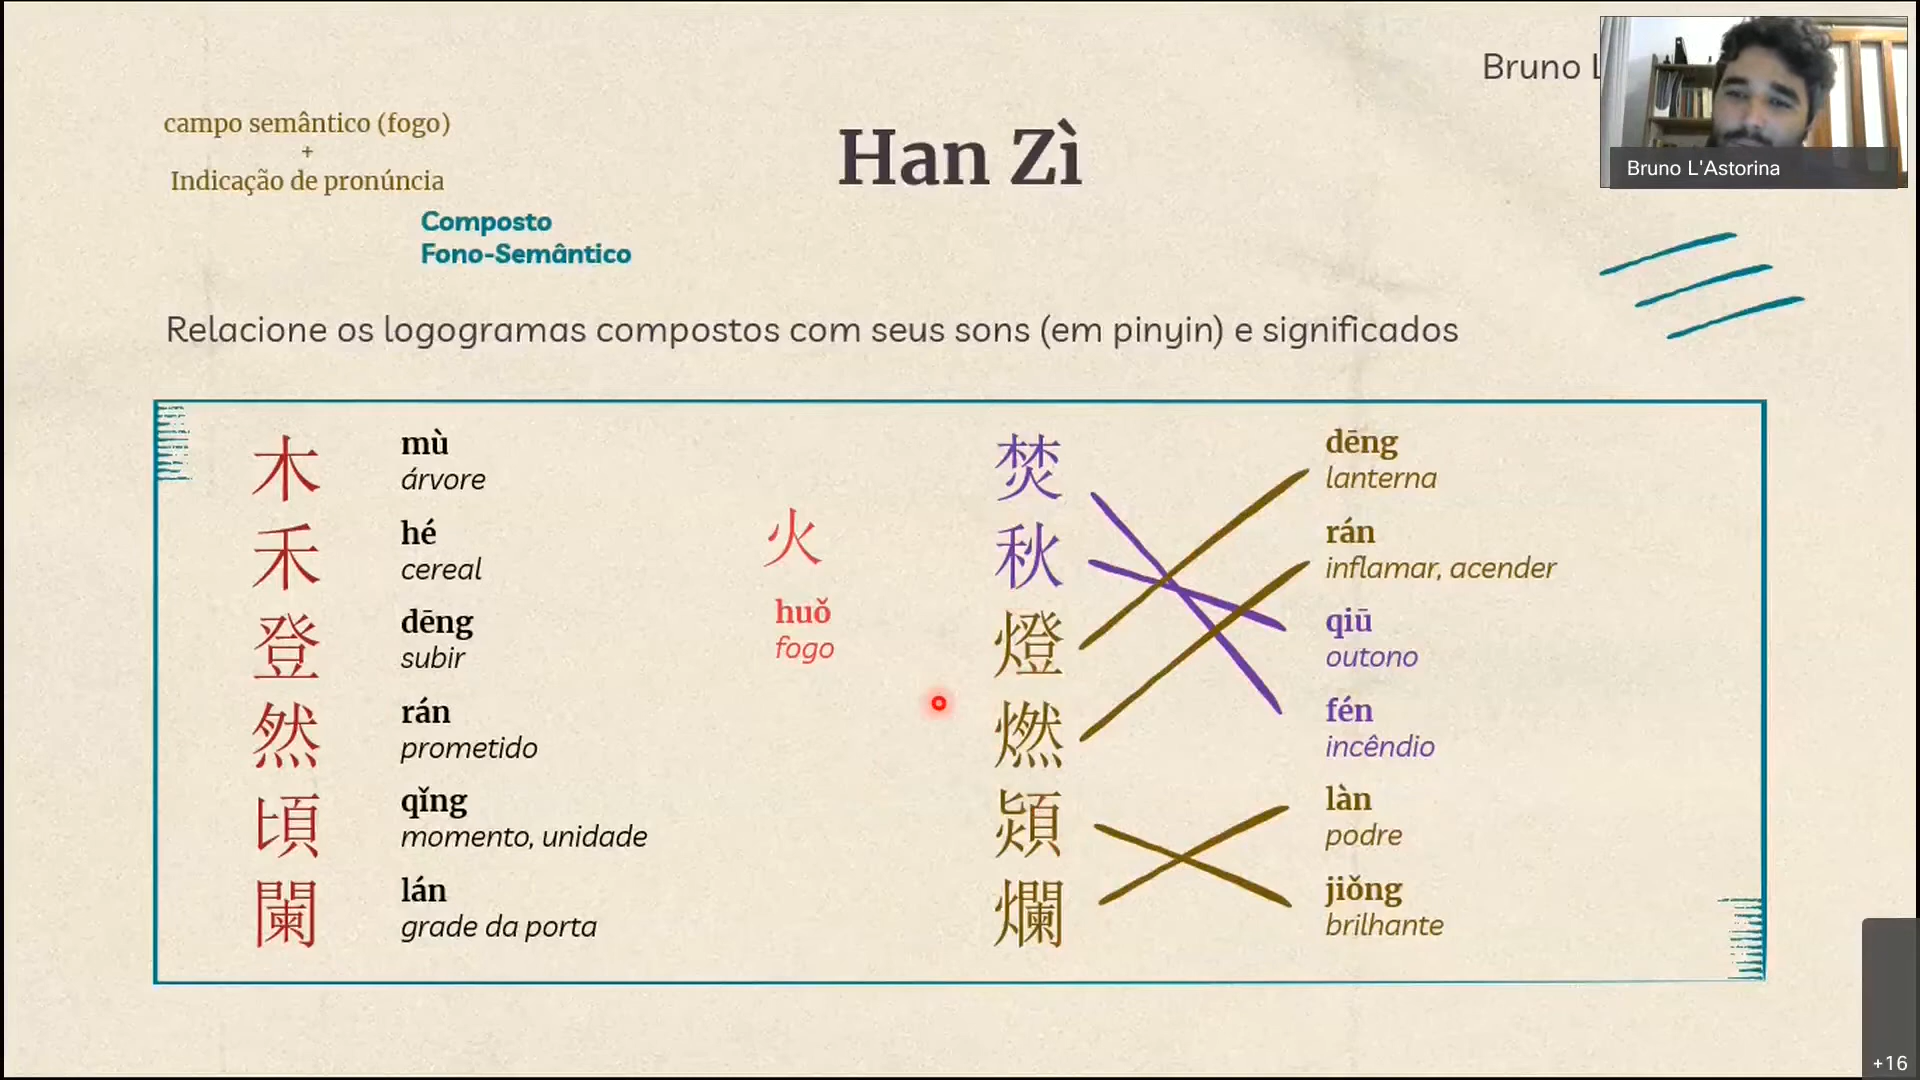 Bruno L
Bruno L'Astorina
campo semântico (fogo)
+
Indicação de pronúncia
Composto
Fono-Semântico
Han Zì
Relacione os logogramas compostos com seus sons (em pinyin) e significados
木
mù
árvore
禾
hé
cereal
登
dēng
subir
然
rán
prometido
頃
qǐng
momento, unidade
闌
lán
grade da porta
火
huǒ
fogo
焚
秋
燈
燃
熲
爛
dēng
lanterna
rán
inflamar, acender
qiū
outono
fén
incêndio
làn
podre
jiǒng
brilhante
+16